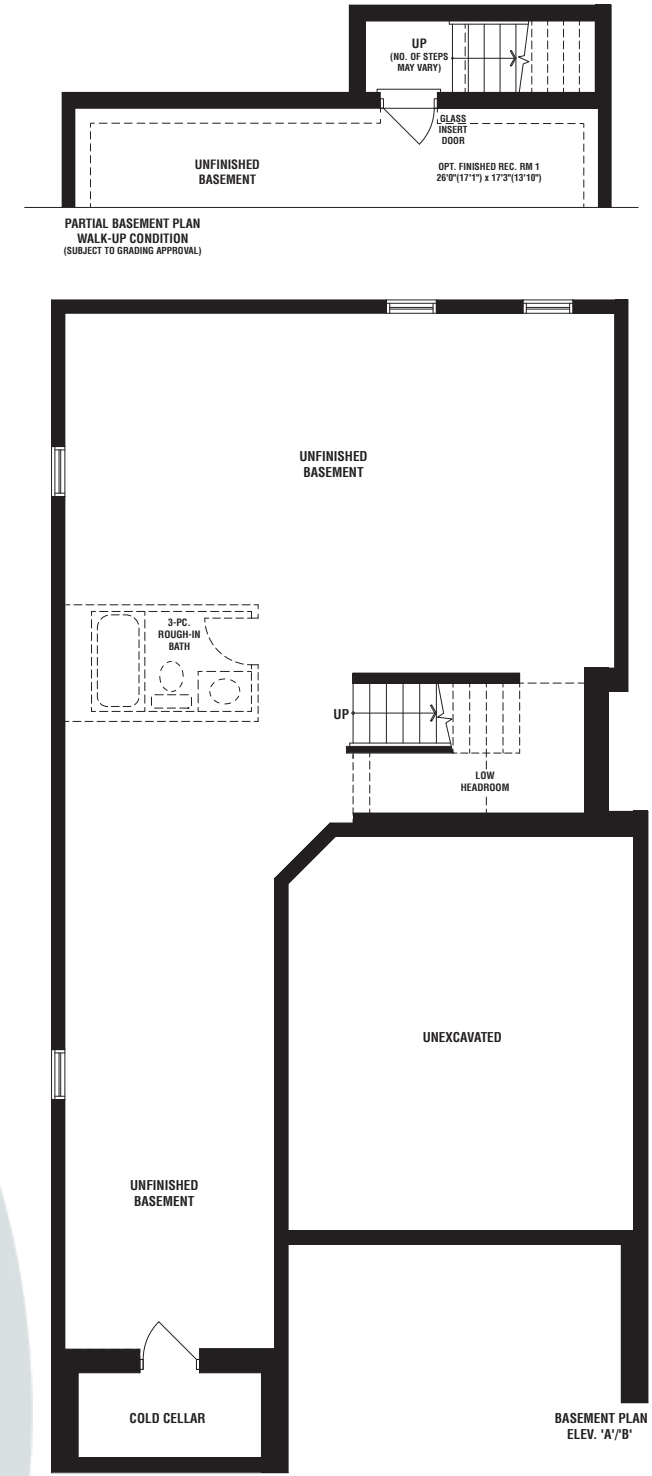 UP
(NO. OF STEPS
MAY VARY)
GLASS
INSERT
DOOR
UNFINISHED
BASEMENT
OPT. FINISHED REC. RM 1
26'0"(17'1") x 17'3"(13'10")
PARTIAL BASEMENT PLAN
WALK-UP CONDITION
(SUBJECT TO GRADING APPROVAL)
UNFINISHED
BASEMENT
3-PC.
ROUGH-IN
BATH
UP
LOW
HEADROOM
UNEXCAVATED
UNFINISHED
BASEMENT
COLD CELLAR
BASEMENT PLAN
ELEV. 'A'/'B'